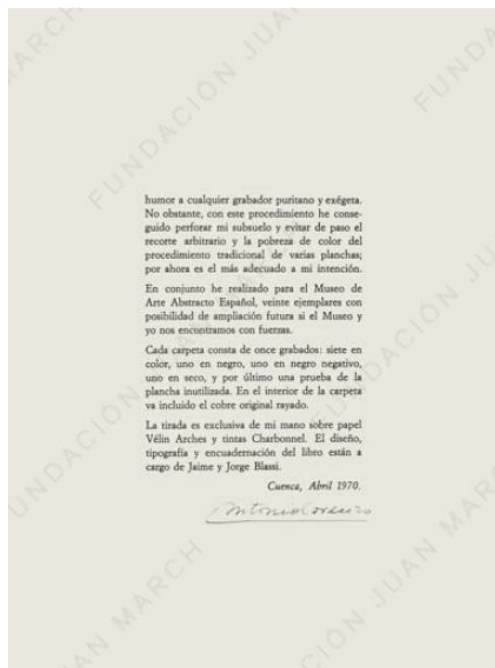 humor a cualquier grabador puritano y exégeta.
No obstante, con este procedimiento he conse-
guido perforar mi subsuelo y evitar de paso el
recorte arbitrario y la pobreza de color del
procedimiento tradicional de varias planchas;
por ahora es el más adecuado a mi intención.
En conjunto he realizado para el Museo de
Arte Abstracto Español, veinte ejemplares con
posibilidad de ampliación futura si el Museo y
yo nos encontramos con fuerzas.
Cada carpeta consta de once grabados: siete en
color, uno en negro, uno en negro negativo,
uno en seco, y por último una prueba de la
plancha inutilizada. En el interior de la carpeta
va incluido el cobre original rayado.
La tirada es exclusiva de mi mano sobre papel
Vélin Arches y tintas Charbonnel. El diseño,
tipografía y encuadernación del libro están a
cargo de Jaime y Jorge Blassi.
Cuenca, Abril 1970.
Antonio Lorenzo
FUNDACIÓN JUAN MARCH